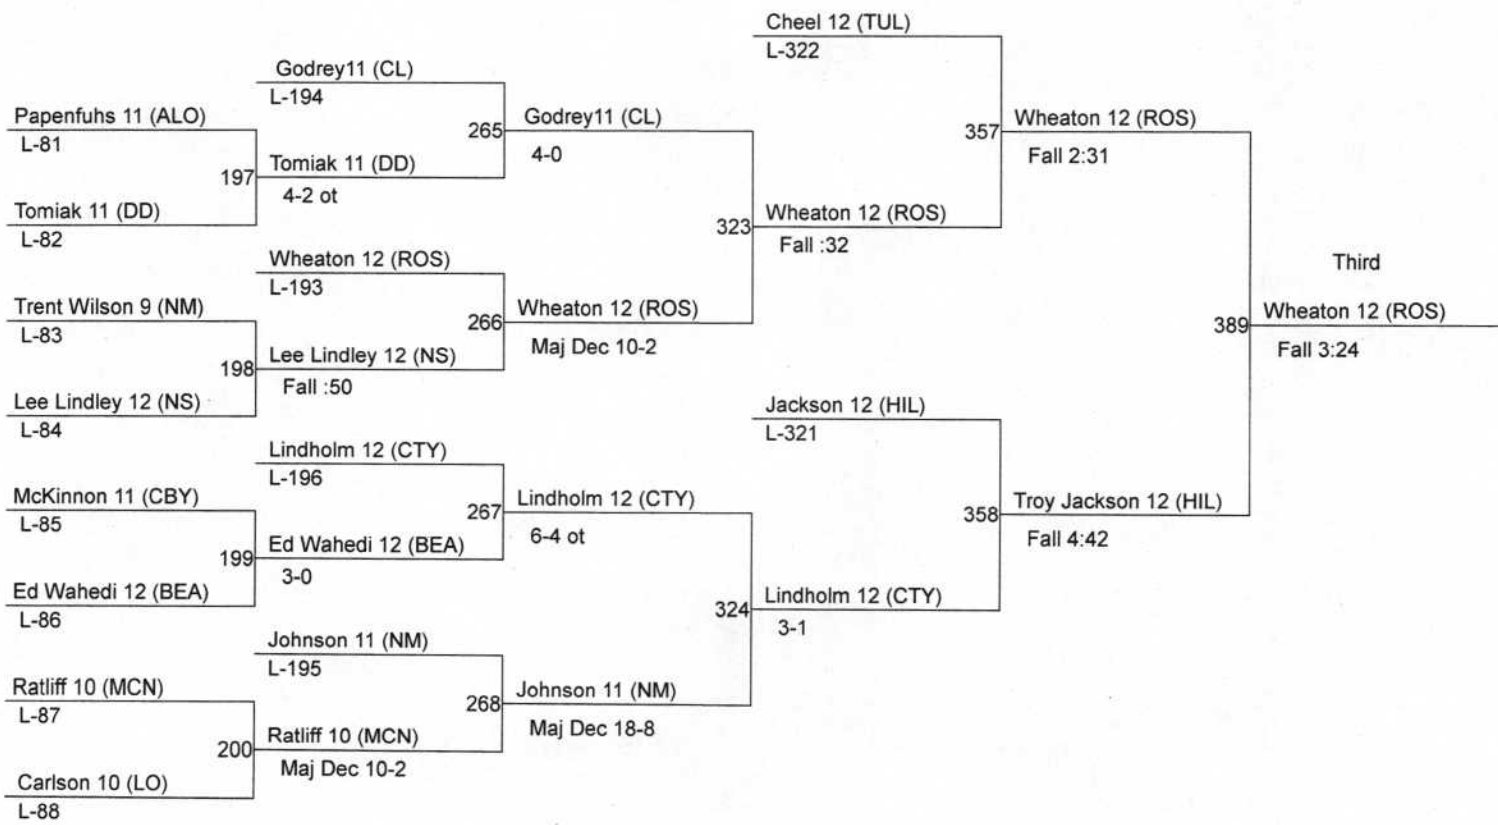 Cheel 12 (TUL)
L-322
Godrey11 (CL)
L-194
Papenfuhs 11 (ALO)
L-81
265
Godrey11 (CL)
4-0
357
Wheaton 12 (ROS)
Fall 2:31
197
Tomiak 11 (DD)
4-2 ot
Tomiak 11 (DD)
L-82
323
Wheaton 12 (ROS)
Fall :32
Wheaton 12 (ROS)
L-193
Third
Trent Wilson 9 (NM)
L-83
266
Wheaton 12 (ROS)
Maj Dec 10-2
389
Wheaton 12 (ROS)
Fall 3:24
198
Lee Lindley 12 (NS)
Fall :50
Lee Lindley 12 (NS)
L-84
Jackson 12 (HIL)
L-321
Lindholm 12 (CTY)
L-196
McKinnon 11 (CBY)
L-85
267
Lindholm 12 (CTY)
6-4 ot
358
Troy Jackson 12 (HIL)
Fall 4:42
199
Ed Wahedi 12 (BEA)
3-0
Ed Wahedi 12 (BEA)
L-86
324
Lindholm 12 (CTY)
3-1
Johnson 11 (NM)
L-195
Ratliff 10 (MCN)
L-87
268
Johnson 11 (NM)
Maj Dec 18-8
200
Ratliff 10 (MCN)
Maj Dec 10-2
Carlson 10 (LO)
L-88